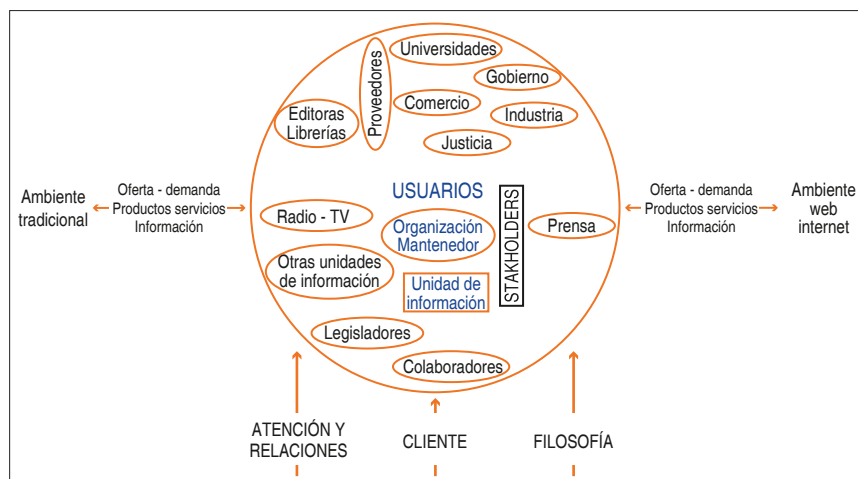 Universidades
Gobierno
Proveedores
Comercio
Industria
Editoras
Librerías
Justicia
USUARIOS
Ambiente
tradicional
Oferta - demanda
Productos servicios
Información
Radio - TV
Organización
Mantenedor
STAKHOLDERS
Prensa
Oferta - demanda
Productos servicios
Información
Ambiente
web
internet
Otras unidades
de información
Unidad de
información
Legisladores
Colaboradores
ATENCIÓN Y
RELACIONES
CLIENTE
FILOSOFÍA